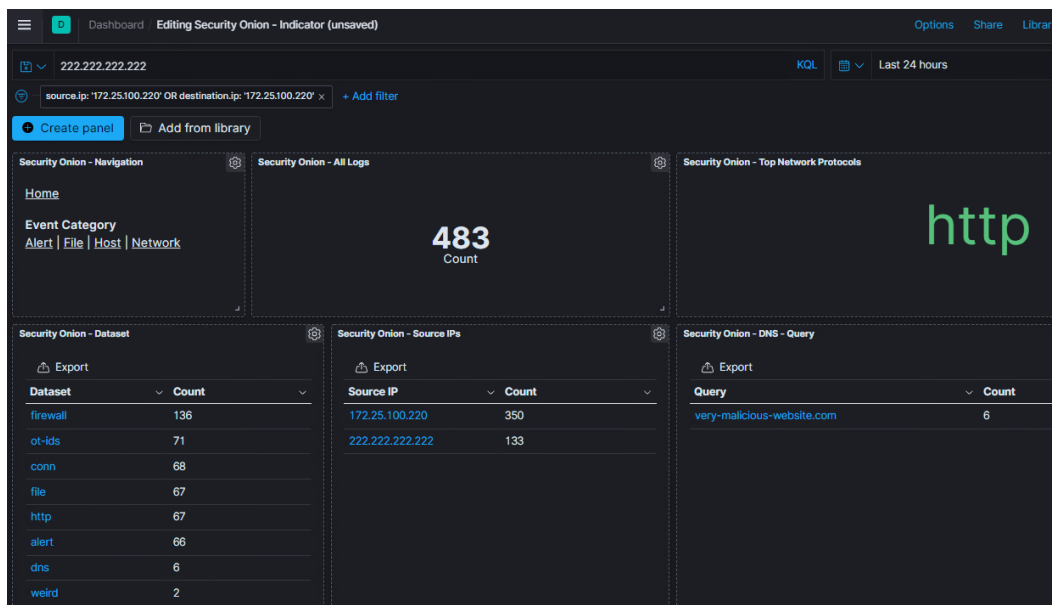 D Dashboard / Editing Security Onion - Indicator (unsaved) Options Share
222.222.222.222 KQL Last 24 hours
source.ip: '172.25.100.220' OR destination.ip: '172.25.100.220' × + Add filter
Create panel Add from library
Security Onion - Navigation
Home
Event Category
Alert | File | Host | Network
Security Onion - All Logs
483
Count
Security Onion - Top Network Protocols
http
Security Onion - Dataset
Export
Dataset Count
firewall 136
ot-ids 71
conn 68
file 67
http 67
alert 66
dns 6
weird 2
Security Onion - Source IPs
Export
Source IP Count
172.25.100.220 350
222.222.222.222 133
Security Onion - DNS - Query
Export
Query Count
very-malicious-website.com 6